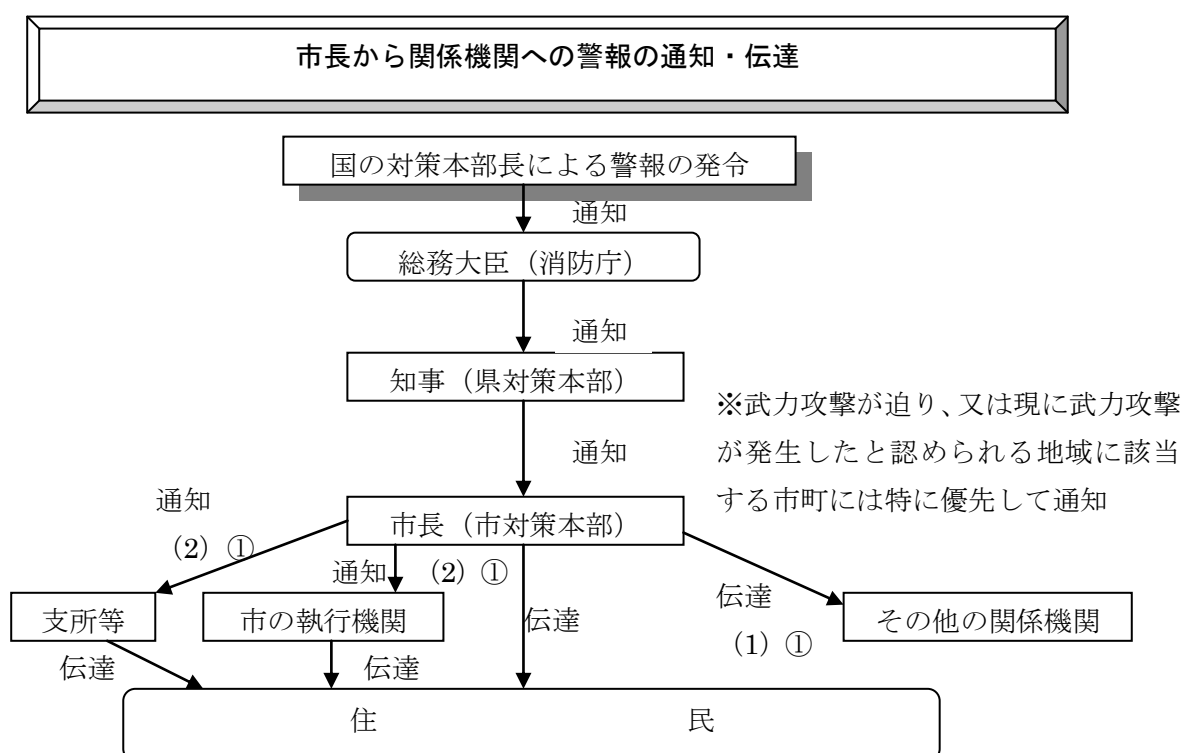 市長から関係機関への警報の通知・伝達
国の対策本部長による警報の発令
通知
総務大臣（消防庁）
通知
知事（県対策本部）
※武力攻撃が迫り、又は現に武力攻撃
が発生したと認められる地域に該当
する市町には特に優先して通知
通知
通知
市長（市対策本部）
（2）①
通知
（2）①
伝達
伝達
（1）①
支所等
市の執行機関
その他の関係機関
伝達
伝達
住　民